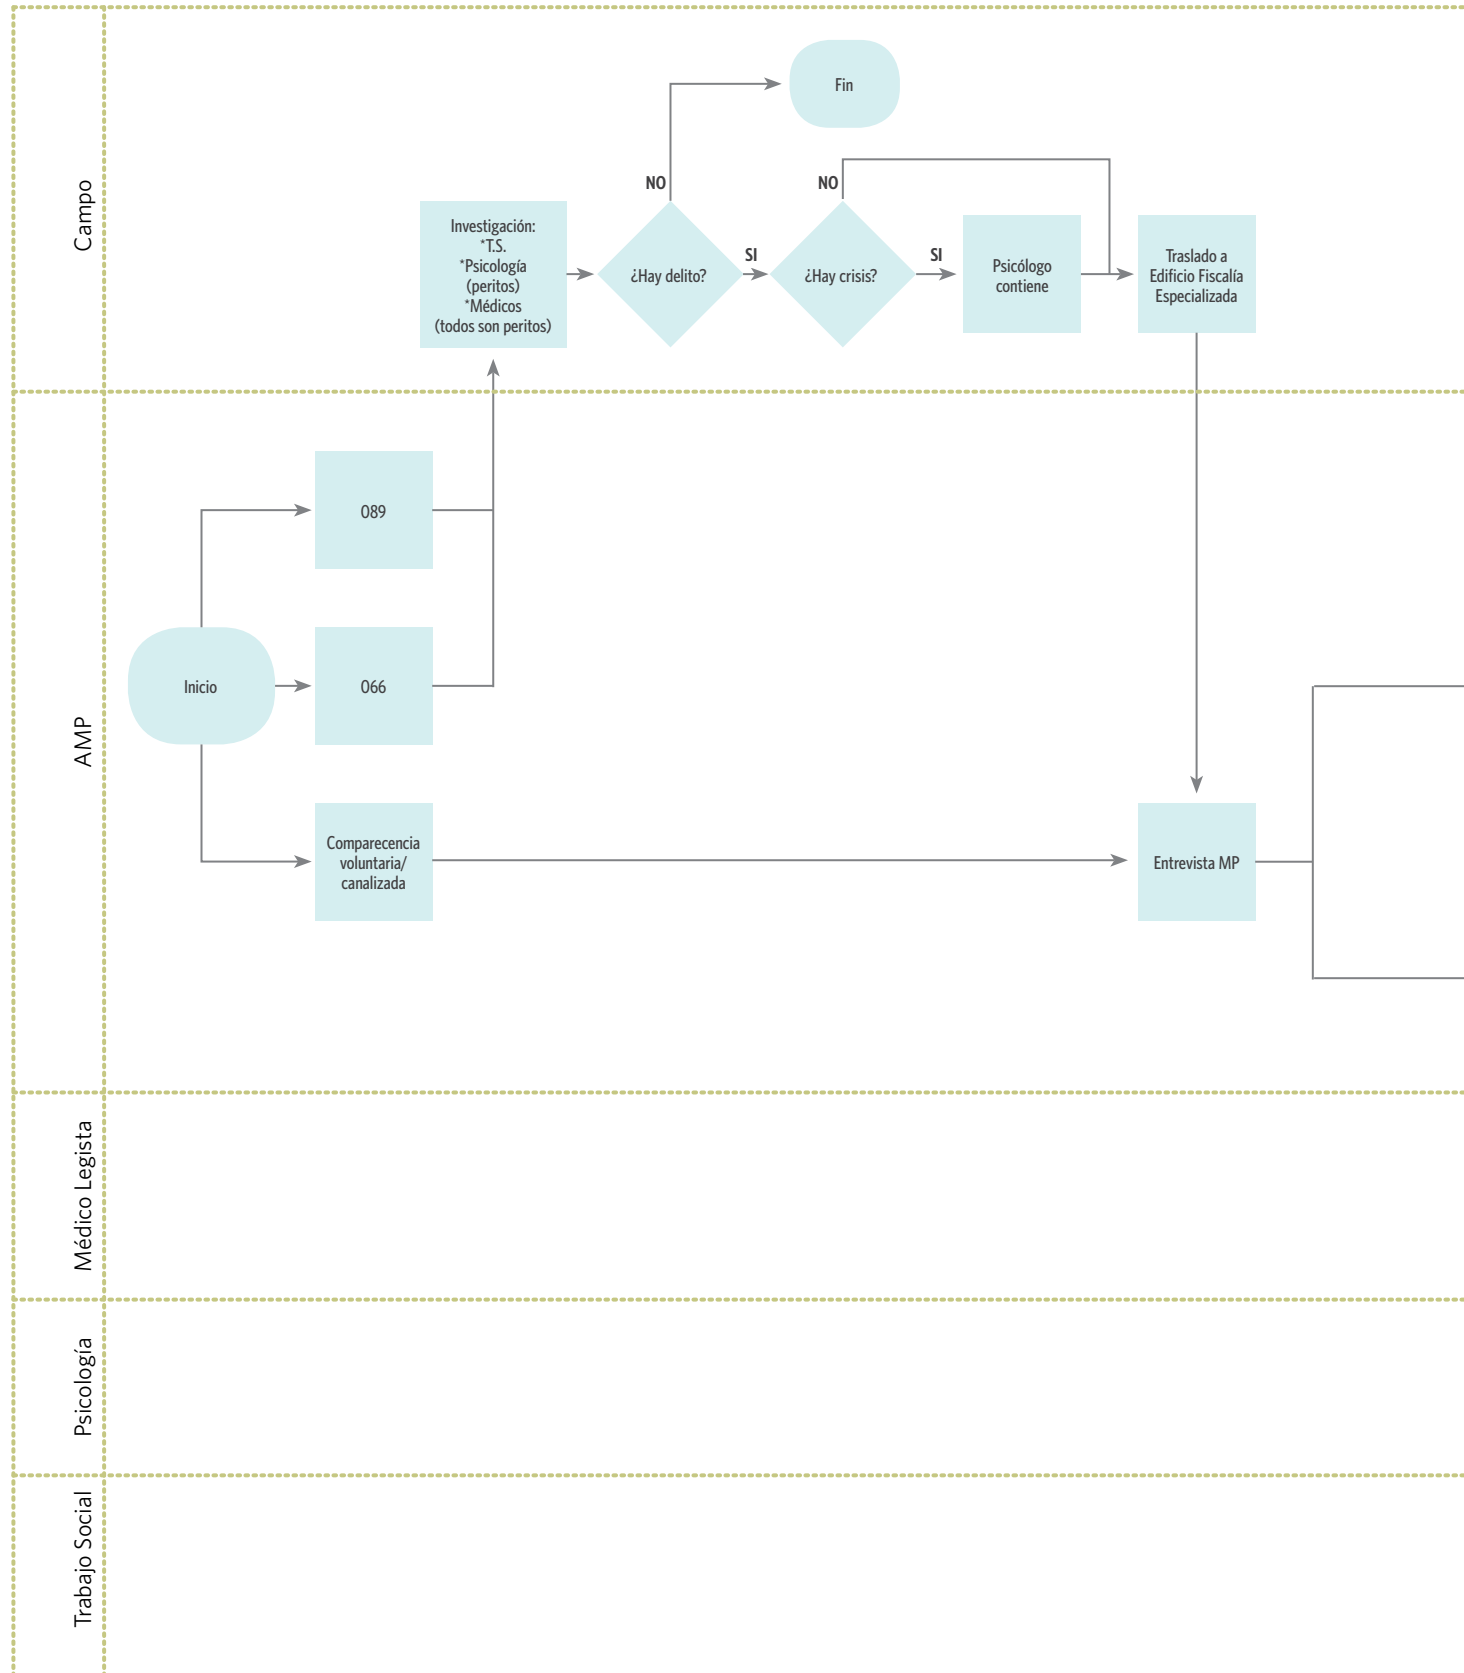 Campo
Fin
NO
NO
Investigación:
*T.S.
*Psicología
(peritos)
*Médicos
(todos son peritos)
¿Hay delito?
SI
¿Hay crisis?
SI
Psicólogo
contiene
Traslado a
Edificio Fiscalía
Especializada
AMP
089
Inicio
066
Comparecencia
voluntaria/
canalizada
Entrevista MP
Médico Legista
Psicología
Trabajo Social